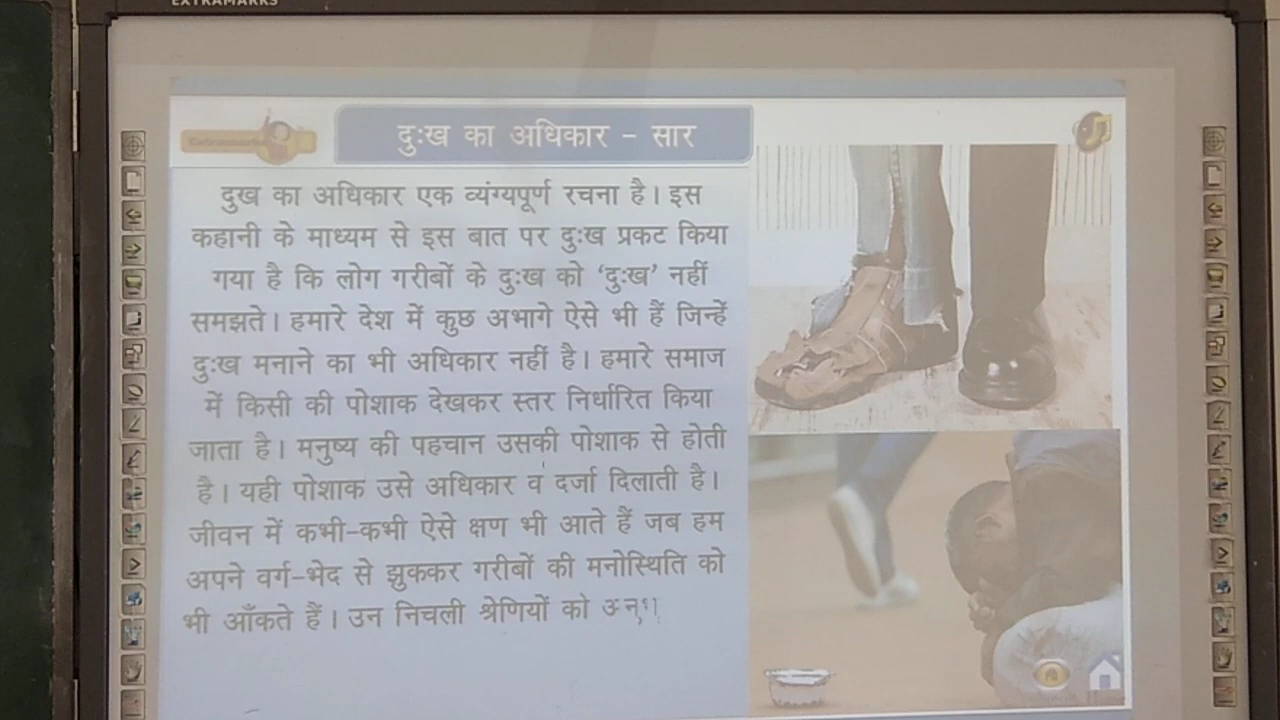 EXTRAMARKS
Extramarks
दुःख का अधिकार – सार
दुख का अधिकार एक व्यंग्यपूर्ण रचना है। इस
कहानी के माध्यम से इस बात पर दुःख प्रकट किया
गया है कि लोग गरीबों के दुःख को ‘दुःख’ नहीं
समझते। हमारे देश में कुछ अभागे ऐसे भी हैं जिन्हें
दुःख मनाने का भी अधिकार नहीं है। हमारे समाज
में किसी की पोशाक देखकर स्तर निर्धारित किया
जाता है। मनुष्य की पहचान उसकी पोशाक से होती
है। यही पोशाक उसे अधिकार व दर्जा दिलाती है।
जीवन में कभी-कभी ऐसे क्षण भी आते हैं जब हम
अपने वर्ग-भेद से झुककर गरीबों की मनोस्थिति को
भी आँकते हैं। उन निचली श्रेणियों को